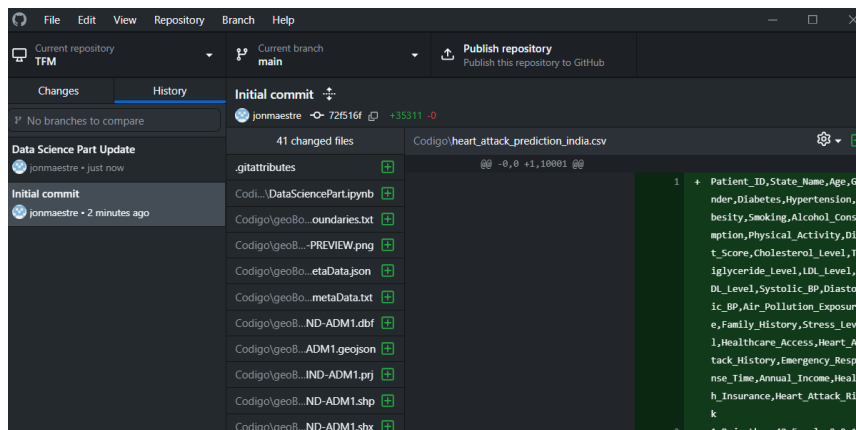 File Edit View Repository Branch Help
Current repository
TFM
Current branch
main
Publish repository
Publish this repository to GitHub
Changes History
No branches to compare
Data Science Part Update
jonmaestre • just now
Initial commit
jonmaestre • 2 minutes ago
Initial commit
jonmaestre 72f516f +35311 -0
41 changed files
.gitattributes
Codi...\DataSciencePart.ipynb
Codigo\geoBo...oundaries.txt
Codigo\geoBo...-PREVIEW.png
Codigo\geoBo...etaData.json
Codigo\geoBo...metaData.txt
Codigo\geoB...ND-ADM1.dbf
Codigo\geoB...ADM1.geojson
Codigo\geoB...IND-ADM1.prj
Codigo\geoB...ND-ADM1.shp
Codigo\geoB...ND-ADM1.shx
Codigo\heart_attack_prediction_india.csv
@@ -0,0 +1,10001 @@
1 + Patient_ID,State_Name,Age,G
nder,Diabetes,Hypertension,
besity,Smoking,Alcohol_Cons
mption,Physical_Activity,Di
t_Score,Cholesterol_Level,T
iglyceride_Level,LDL_Level,
DL_Level,Systolic_BP,Diasto
ic_BP,Air_Pollution_Exposur
e,Family_History,Stress_Lev
l,Healthcare_Access,Heart_A
tack_History,Emergency_Resp
nse_Time,Annual_Income,Heal
h_Insurance,Heart_Attack_Ri
k